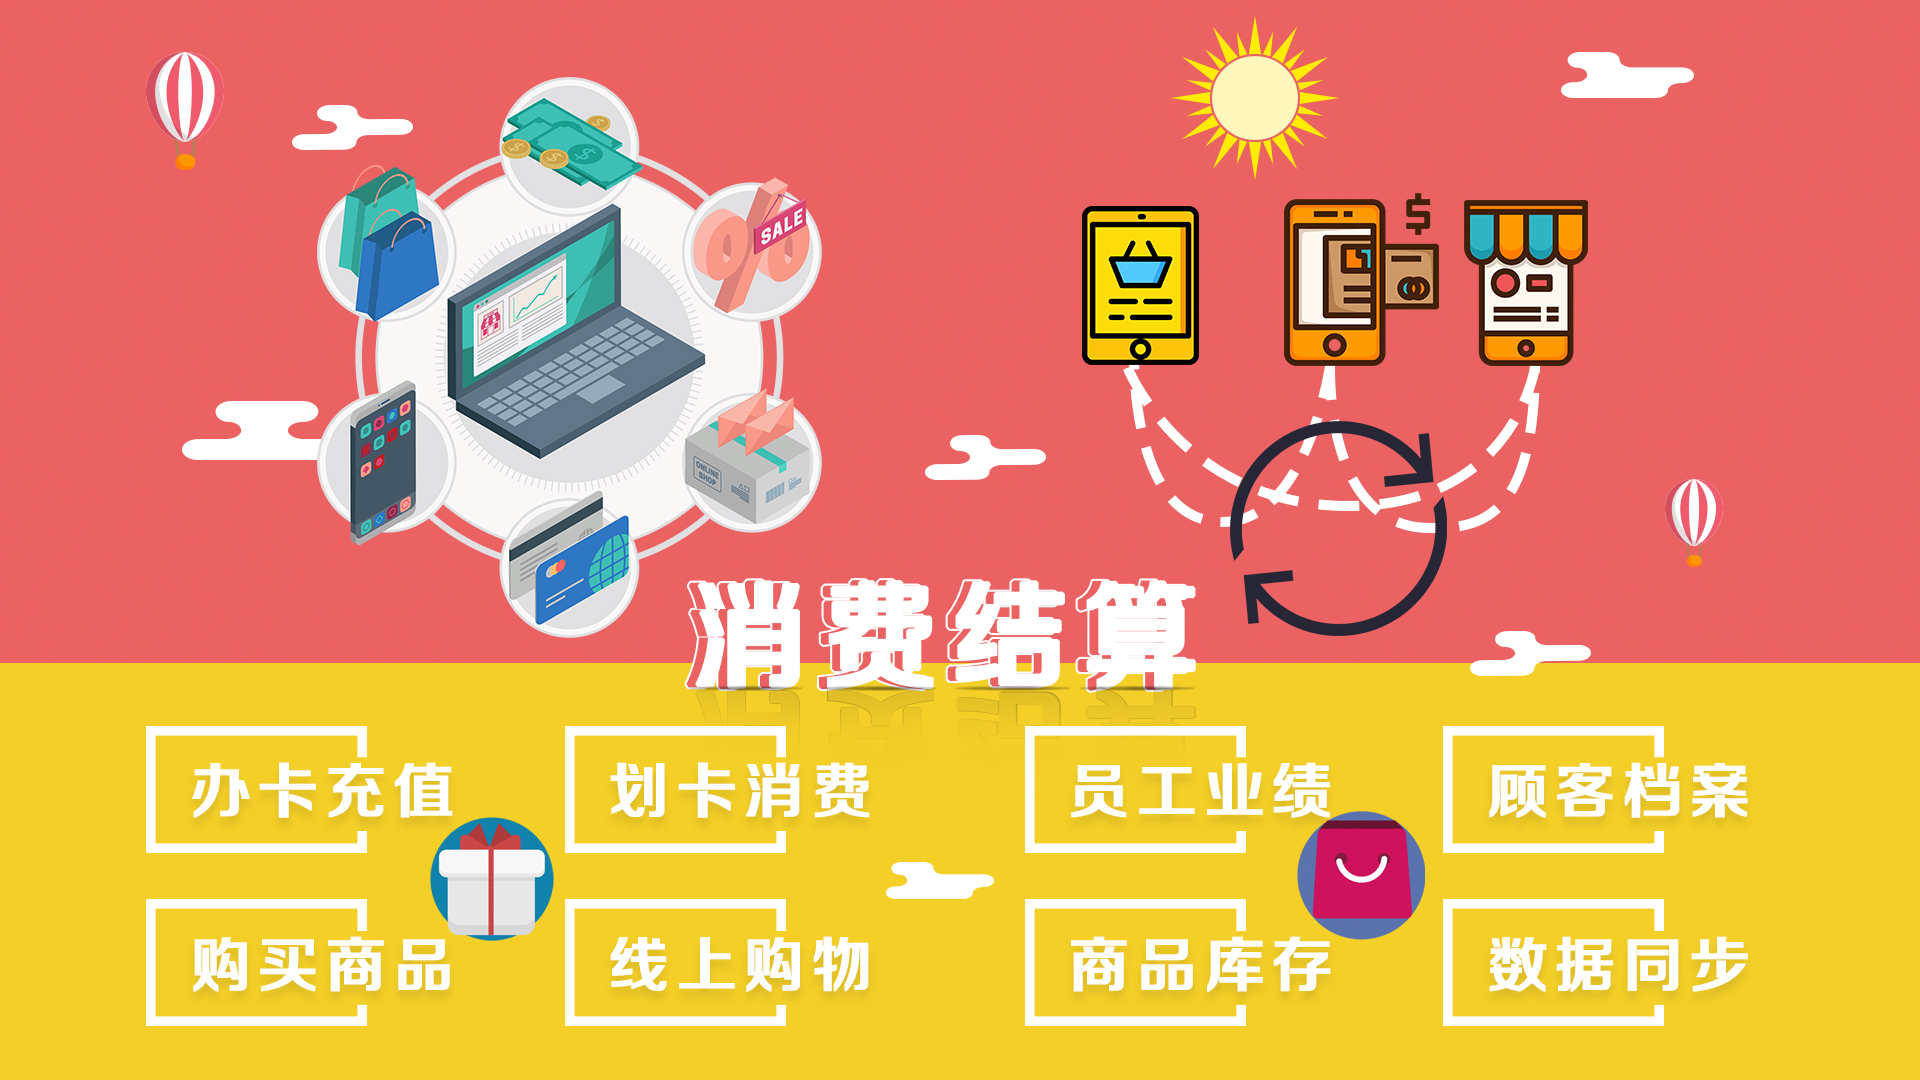 SALE
ONLINE
SHOP
消费结算
办卡充值
划卡消费
员工业绩
顾客档案
购买商品
线上购物
商品库存
数据同步